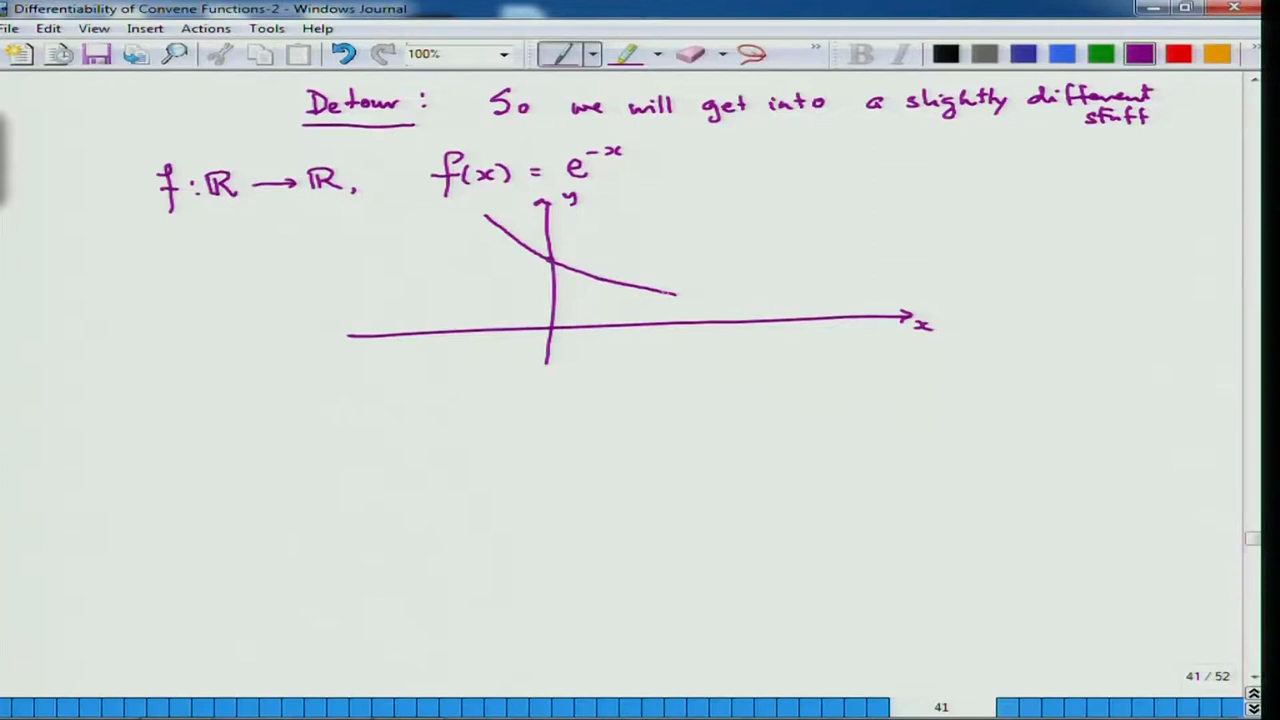 Differentiability of Convene Functions-2 - Windows Journal
File Edit View Insert Actions Tools Help
100%
Detour : So we will get into a slightly different
stuff
f : ℝ → ℝ, f(x) = e^{-x}
y
x
41 / 52
41